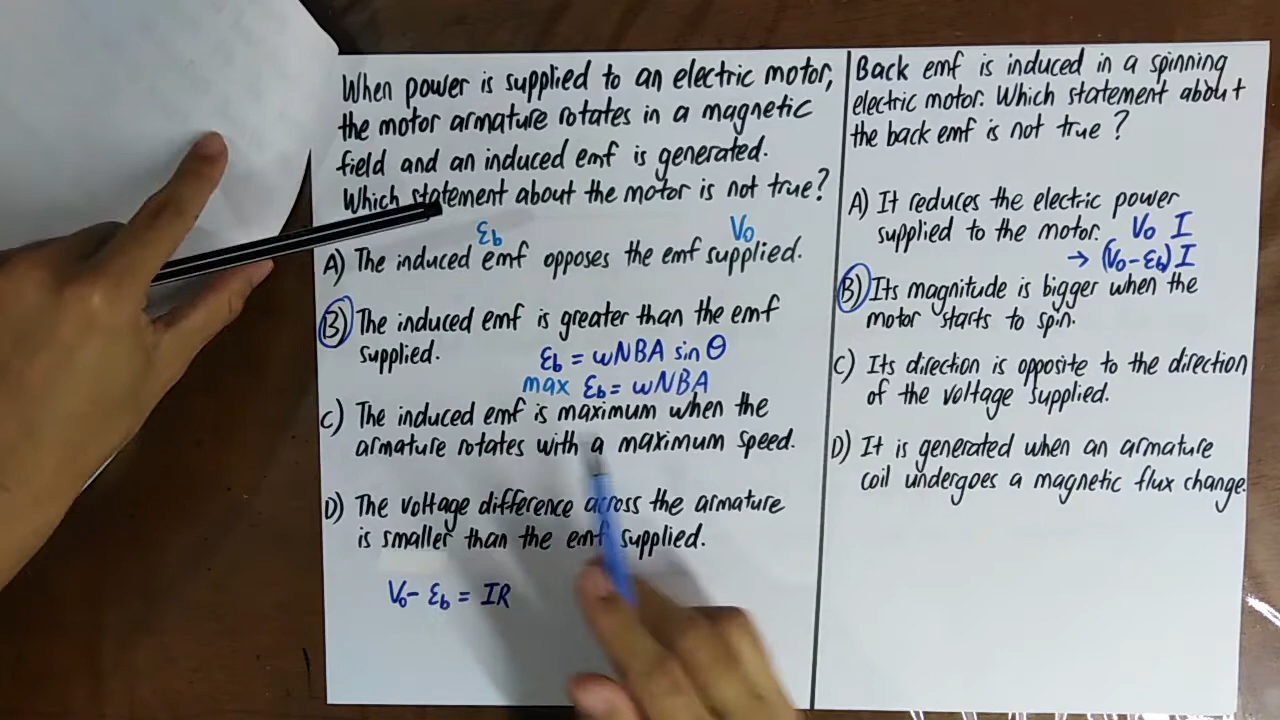 When power is supplied to an electric motor,
the motor armature rotates in a magnetic
field and an induced emf is generated.
Which statement about the motor is not true?
Ɛb V₀
A) The induced emf opposes the emf supplied.
B) The induced emf is greater than the emf
supplied.
Ɛb = ωNBA sin θ
max Ɛb = ωNBA
C) The induced emf is maximum when the
armature rotates with a maximum speed.
D) The voltage difference across the armature
is smaller than the emf supplied.
V₀- Ɛb = IR
Back emf is induced in a spinning
electric motor. Which statement about
the back emf is not true?
A) It reduces the electric power
supplied to the motor. V₀ I
→ (V₀-Ɛb)I
B) Its magnitude is bigger when the
motor starts to spin.
C) Its direction is opposite to the direction
of the voltage supplied.
D) It is generated when an armature
coil undergoes a magnetic flux change.